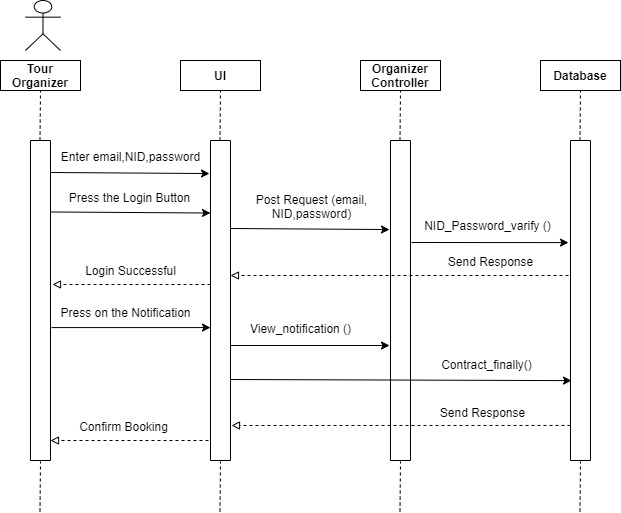 Tour
Organizer
UI
Organizer
Controller
Database
Enter email,NID,password
Press the Login Button
Post Request (email,
NID,password)
NID_Password_varify ()
Send Response
Login Successful
Press on the Notification
View_notification ()
Contract_finally()
Send Response
Confirm Booking